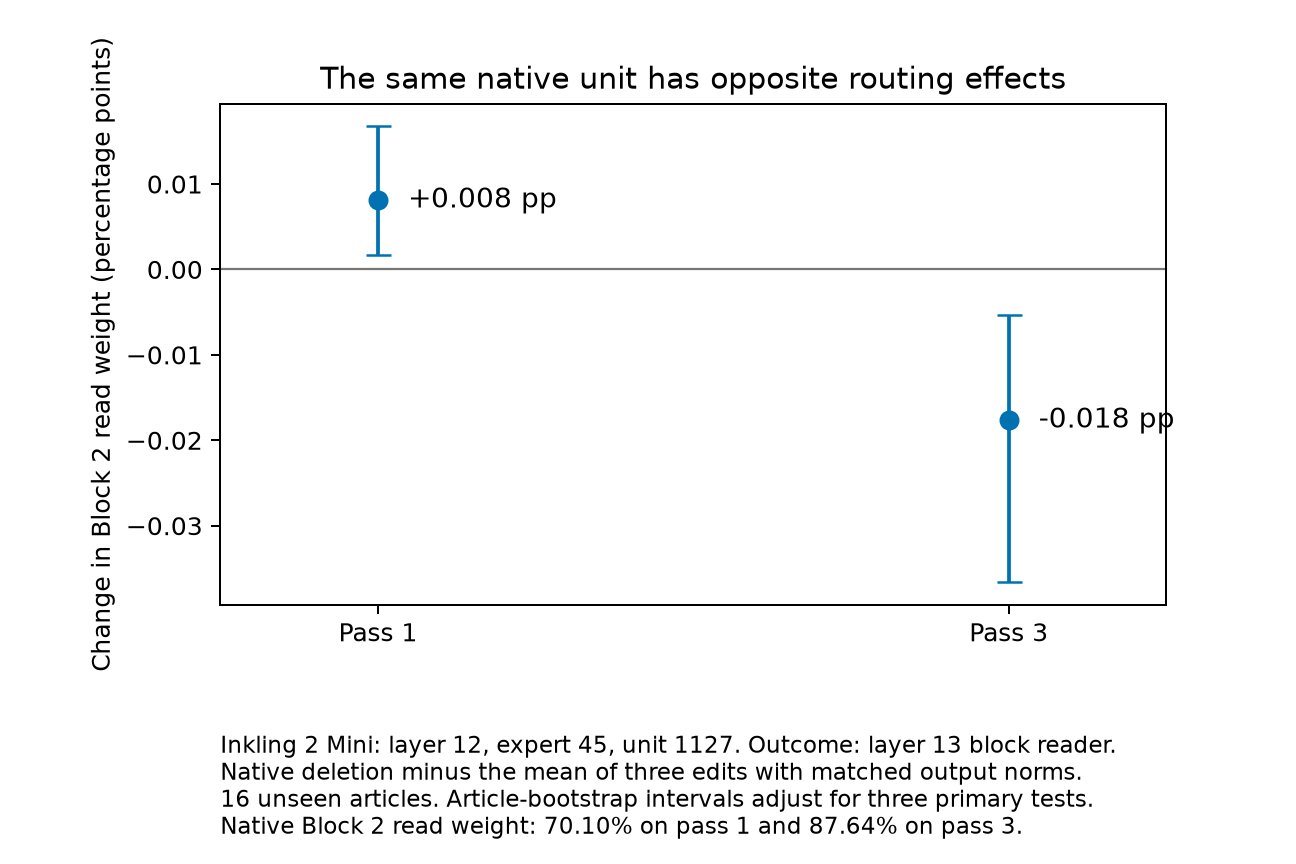 The same native unit has opposite routing effects
Change in Block 2 read weight (percentage points)
0.01
0.00
−0.01
−0.02
−0.03
+0.008 pp
-0.018 pp
Pass 1
Pass 3
Inkling 2 Mini: layer 12, expert 45, unit 1127. Outcome: layer 13 block reader.
Native deletion minus the mean of three edits with matched output norms.
16 unseen articles. Article-bootstrap intervals adjust for three primary tests.
Native Block 2 read weight: 70.10% on pass 1 and 87.64% on pass 3.